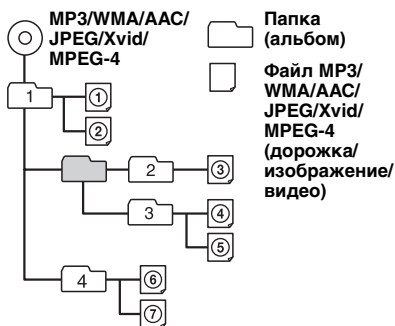 MP3/WMA/AAC/
JPEG/Xvid/
MPEG-4
Папка
(альбом)
Файл MP3/
WMA/AAC/
JPEG/Xvid/
MPEG-4
(дорожка/
изображение/
видео)
1
①
②
2
③
3
④
⑤
4
⑥
⑦